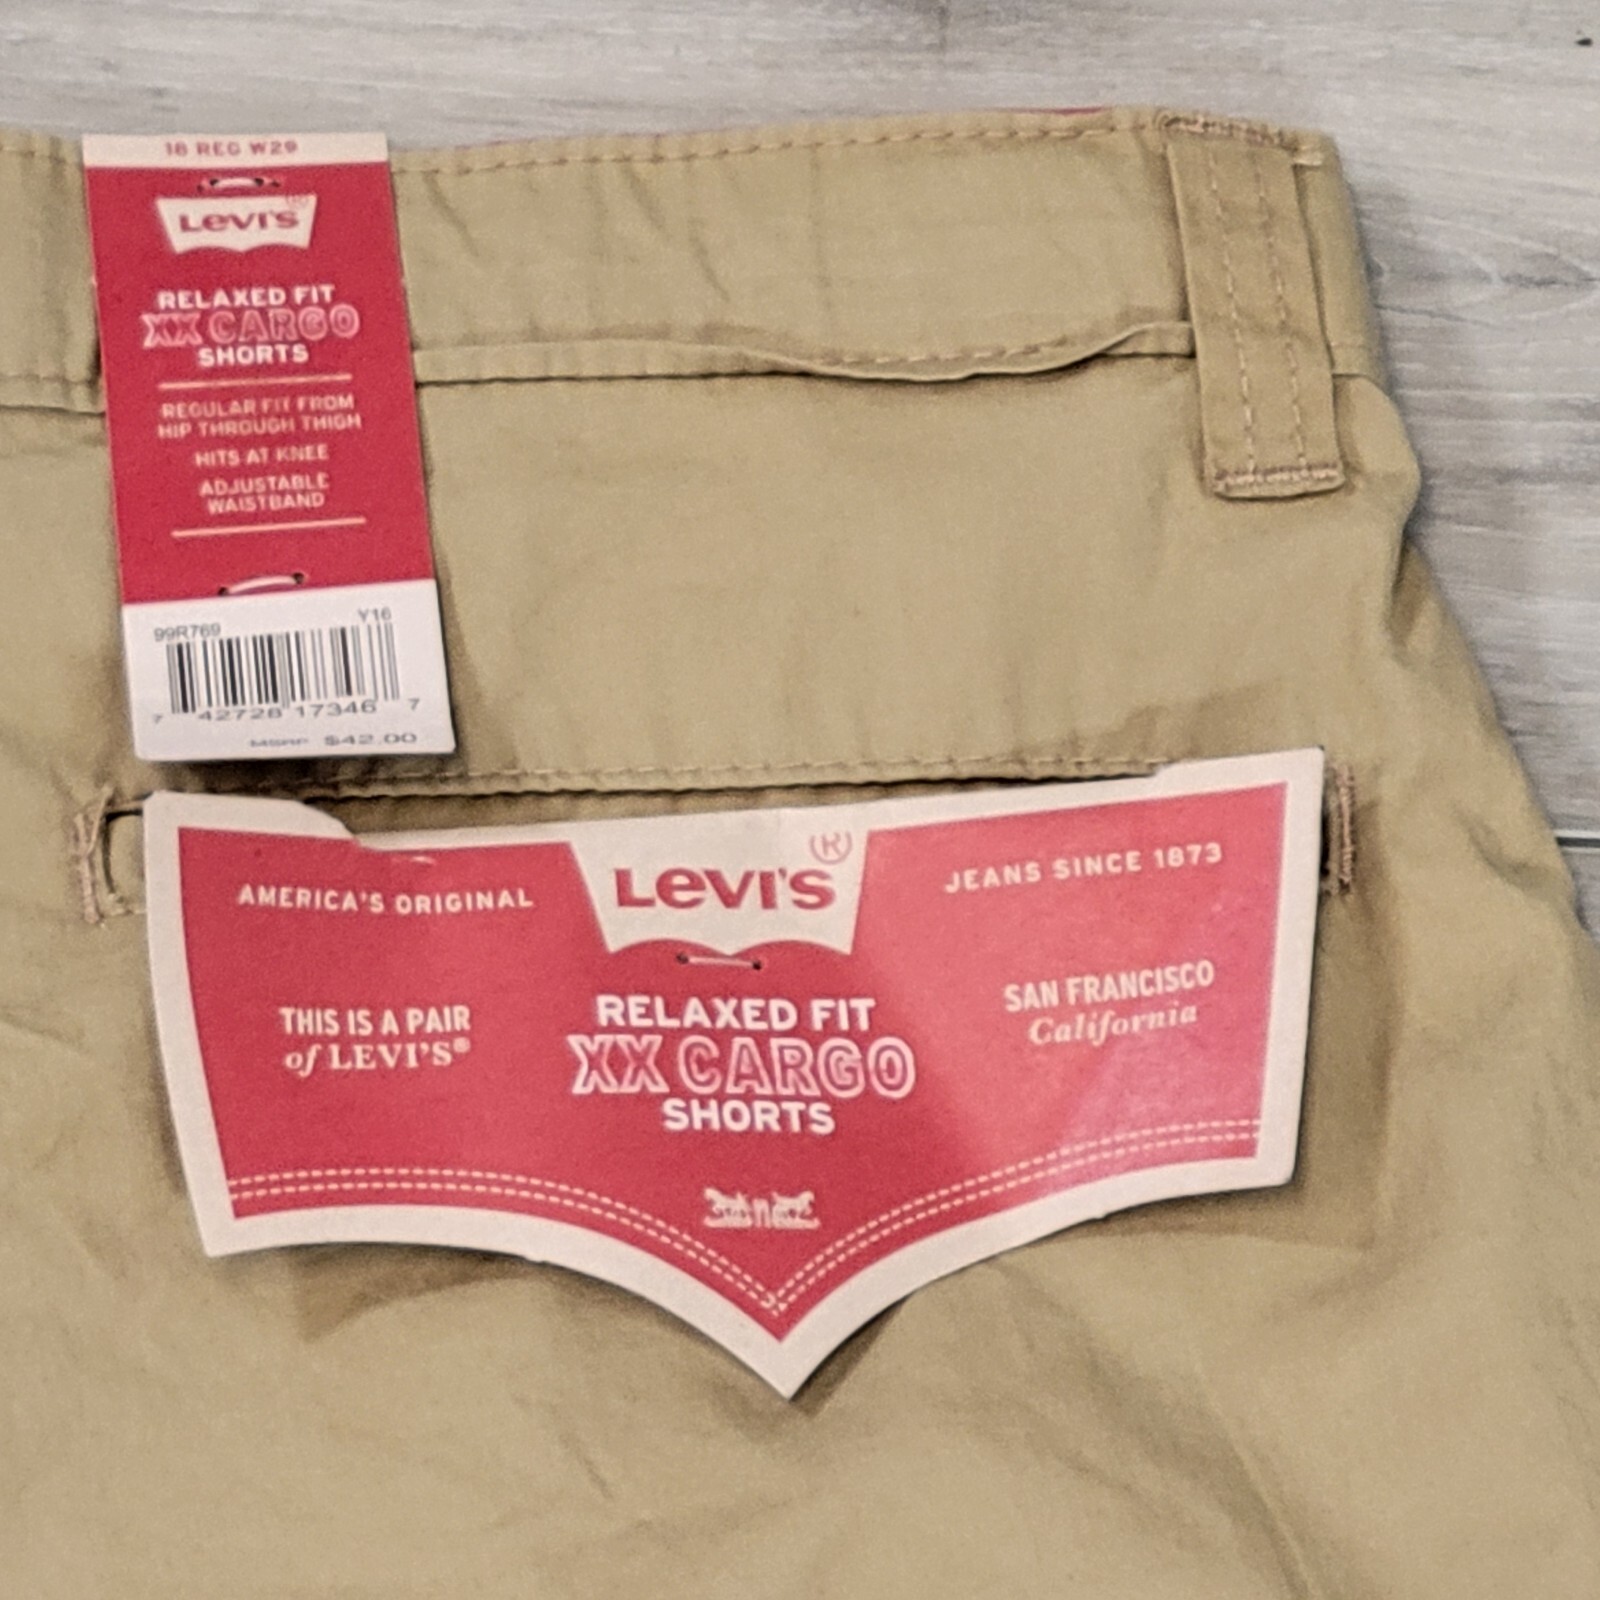 18 REG W29
LEVI'S
RELAXED FIT
XX CARGO
SHORTS
REGULAR FIT FROM
HIP THROUGH THIGH
HITS AT KNEE
ADJUSTABLE
WAISTBAND
99R769 Y16
7 42728 17346 7
MSRP $42.00
AMERICA'S ORIGINAL
LEVI'S®
JEANS SINCE 1873
THIS IS A PAIR
of LEVI'S®
RELAXED FIT
XX CARGO
SHORTS
SAN FRANCISCO
California